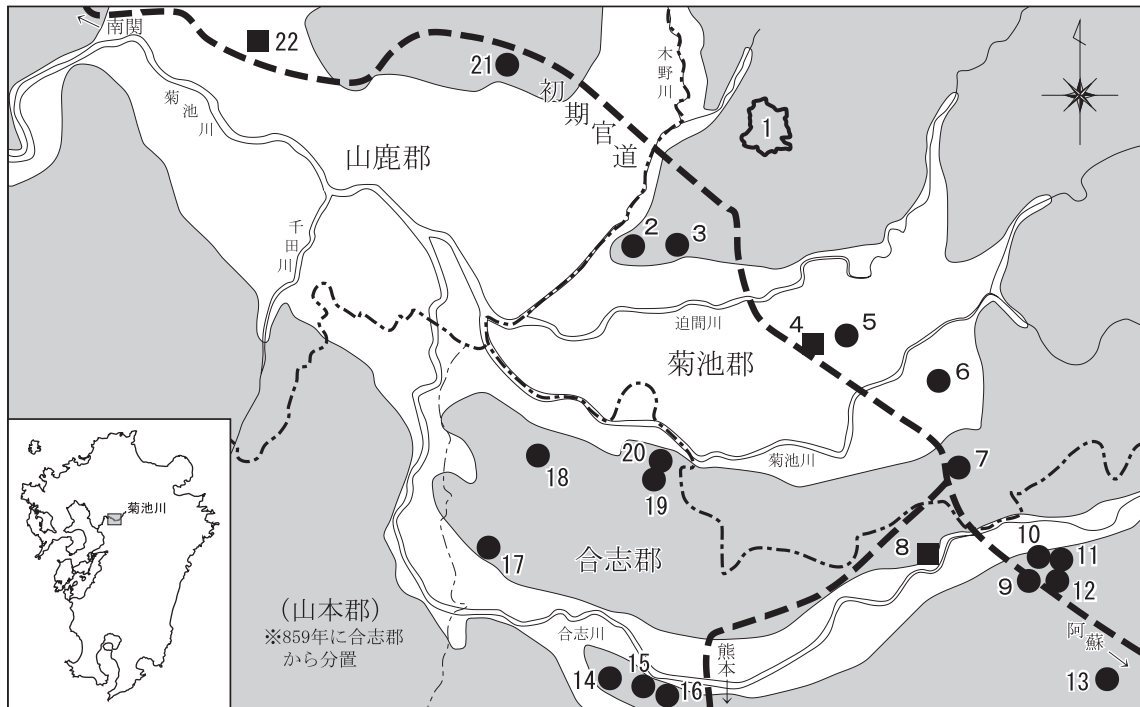 南関
22
21
木野川
初期官道
1
菊池川
山鹿郡
千田川
2
3
迫間川
4
5
菊池郡
6
菊池川
7
18
20
19
8
10
11
9
12
17
合志郡
(山本郡)
※859年に合志郡
から分置
合志川
14
15
16
熊本
阿蘇
13
菊池川